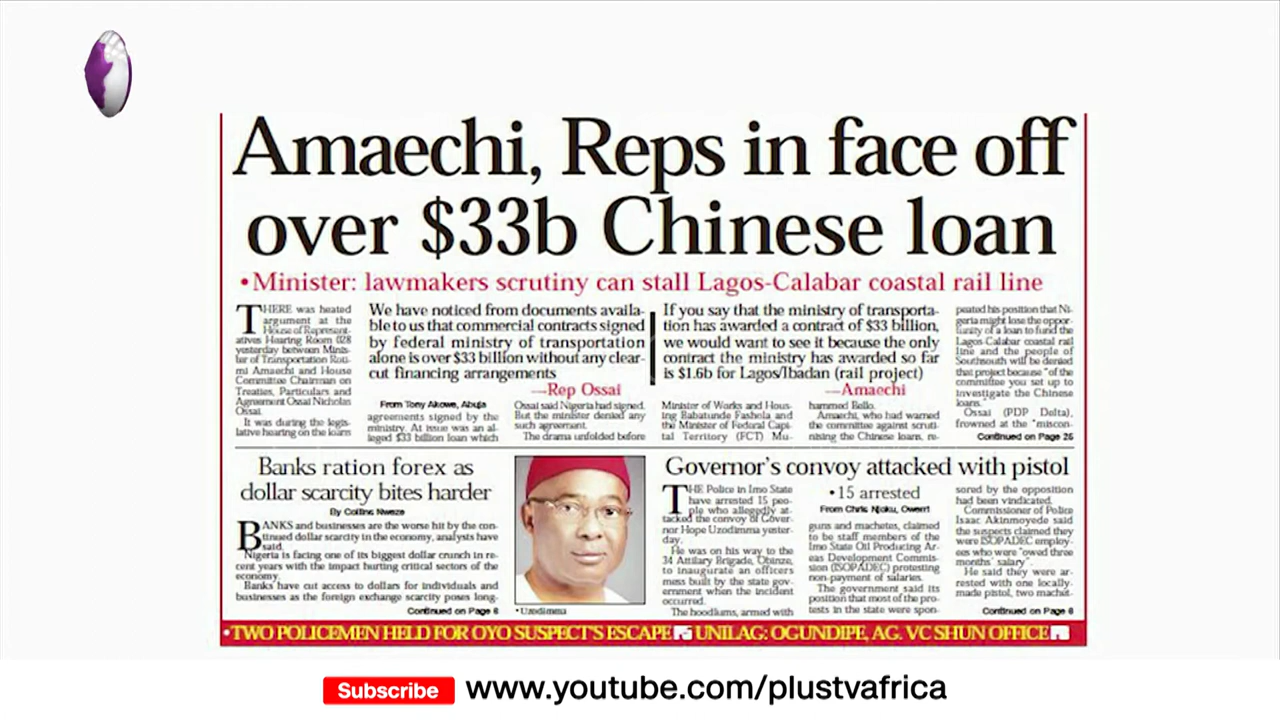 Amaechi, Reps in face off
over $33b Chinese loan
•Minister: lawmakers scrutiny can stall Lagos-Calabar coastal rail line
THERE was heated
argument at the
House of Represent-
atives Hearing Room 028
yesterday between Minis-
ter of Transportation Roti-
mi Amaechi and House
Committee Chairman on
Treaties, Particulars and
Agreement Ossai Nicholas
Ossai.
It was during the legis-
lative hearing on the loans
We have noticed from documents availa-
ble to us that commercial contracts signed
by federal ministry of transportation
alone is over $33 billion without any clear-
cut financing arrangements
—Rep Ossai
If you say that the ministry of transporta-
tion has awarded a contract of $33 billion,
we would want to see it because the only
contract the ministry has awarded so far
is $1.6b for Lagos/Ibadan (rail project)
—Amaechi
From Tony Akowe, Abuja
agreements signed by the
ministry. At issue was an al-
leged $33 billion loan which
Ossai said Nigeria had signed.
But the minister denied any
such agreement.
The drama unfolded before
Minister of Works and Hous-
ing Babatunde Fashola and
the Minister of Federal Capi-
tal Territory (FCT) Mu-
hammed Bello.
Amaechi, who had warned
the committee against scruti-
nising the Chinese loans, re-
peated his position that Ni-
geria might lose the oppor-
tunity of a loan to fund the
Lagos-Calabar coastal rail
line and the people of
Southsouth will be denied
that project because "of the
committee you set up to
investigate the Chinese
loans."
Ossai (PDP Delta),
frowned at the "miscon-
Continued on Page 26
Banks ration forex as
dollar scarcity bites harder
By Collins Nweze
BANKS and businesses are the worse hit by the con-
tinued dollar scarcity in the economy, analysts have
said.
Nigeria is facing one of its biggest dollar crunch in re-
cent years with the impact hurting critical sectors of the
economy.
Banks have cut access to dollars for individuals and
businesses as the foreign exchange scarcity poses long-
Continued on Page 6
•Uzodimma
Governor's convoy attacked with pistol
THE Police in Imo State
have arrested 15 peo-
ple who allegedly at-
tacked the convoy of Gover-
nor Hope Uzodimma yester-
day.
He was on his way to the
34 Artillary Brigade, Obinze,
to inaugurate an officers
mess built by the state gov-
ernment when the incident
occurred.
The hoodlums, armed with
•15 arrested
From Chris Njoku, Owerri
guns and machetes, claimed
to be staff members of the
Imo State Oil Producing Ar-
eas Development Commis-
sion (ISOPADEC) protesting
non-payment of salaries.
The government said its
position that most of the pro-
tests in the state were spon-
sored by the opposition
had been vindicated.
Commissioner of Police
Isaac Akinmoyede said
the suspects claimed they
were ISOPADEC employ-
ees who were "owed three
months' salary".
He said they were ar-
rested with one locally-
made pistol, two machet-
Continued on Page 6
•TWO POLICEMEN HELD FOR OYO SUSPECT'S ESCAPE UNILAG: OGUNDIPE, AG. VC SHUN OFFICE
Subscribe www.youtube.com/plustvafrica